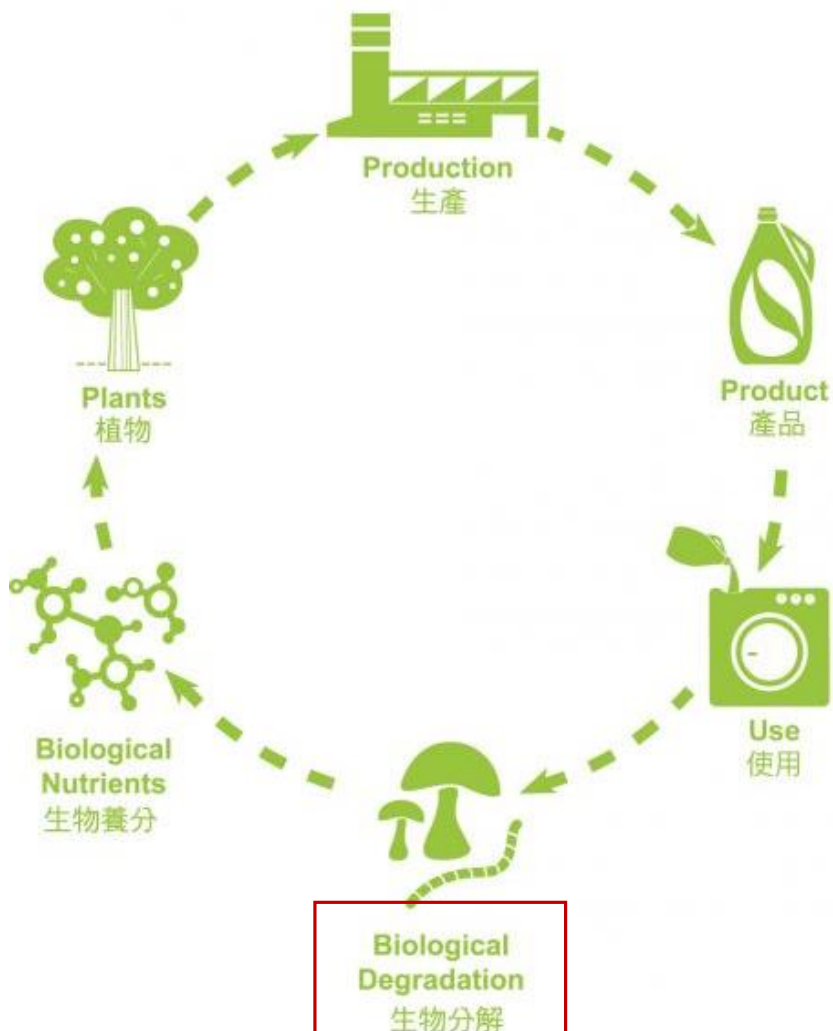 Production
生產
Product
產品
Use
使用
Biological
Degradation
生物分解
Biological
Nutrients
生物養分
Plants
植物